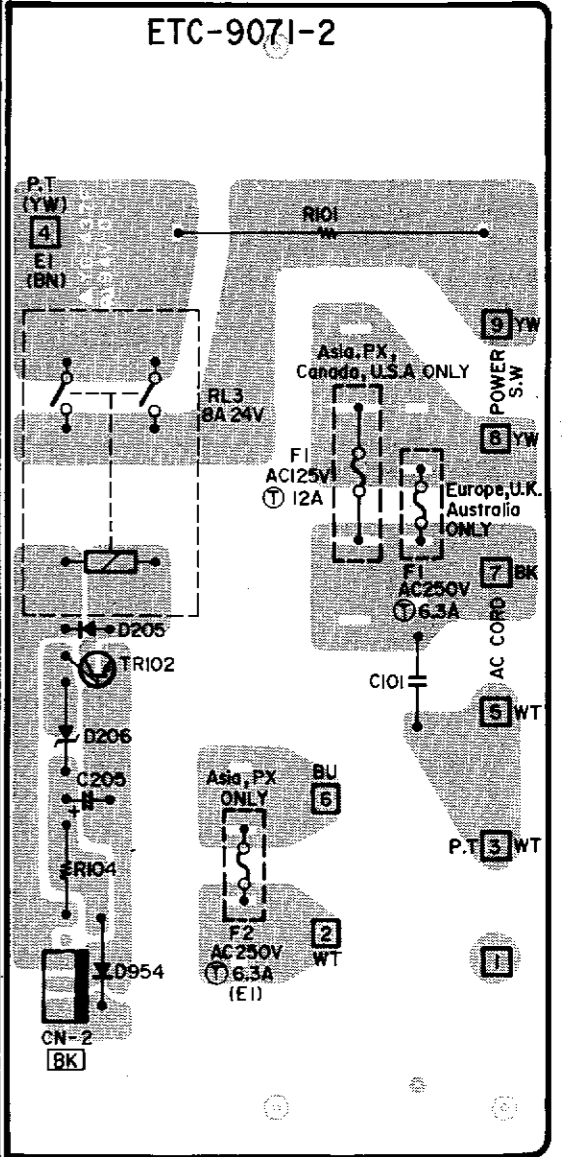 ETC-9071-2
P.T
(YW)
4
E1
(BN)
R101
9 YW
POWER
S.W
8 YW
Asia, PX,
Canada, U.S.A ONLY
RL3
8A 24V
F1
AC125V
T 12A
Europe, U.K.
Australia
ONLY
F1
AC250V
T 6.3A
7 BK
AC CORD
5 WT
D205
TR102
C101
D206
C205
+
Asia, PX
ONLY
BU
6
P.T 3 WT
R104
F2
AC250V
T 6.3A
(E1)
2
WT
1
D954
CN-2
BK